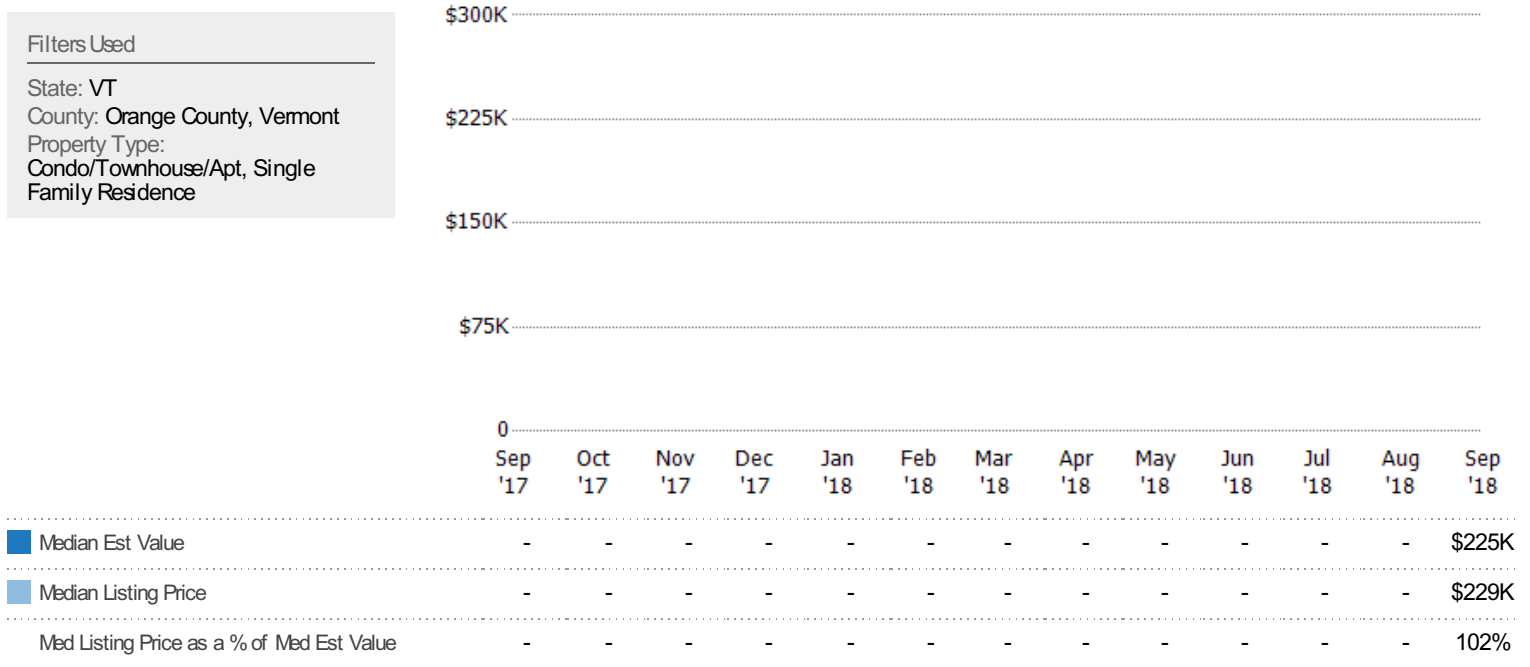 Filters Used
State: VT
County: Orange County, Vermont
Property Type:
Condo/Townhouse/Apt, Single
Family Residence
$300K
$225K
$150K
$75K
0
Sep Oct Nov Dec Jan Feb Mar Apr May Jun Jul Aug Sep
'17 '17 '17 '17 '18 '18 '18 '18 '18 '18 '18 '18 '18
Median Est Value - - - - - - - - - - - - $225K
Median Listing Price - - - - - - - - - - - - $229K
Med Listing Price as a % of Med Est Value - - - - - - - - - - - - 102%